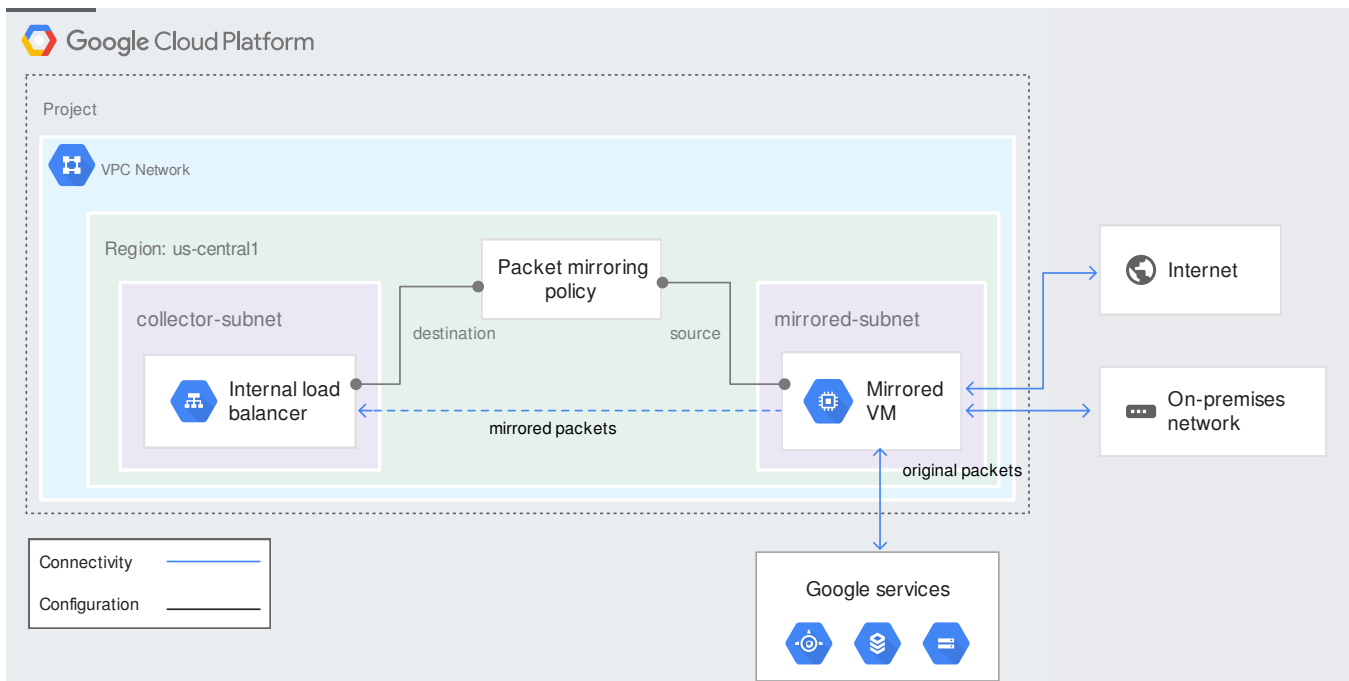 Google Cloud Platform
Project
VPC Network
Region: us-central1
Packet mirroring
policy
collector-subnet
destination
source
mirrored-subnet
Internal load
balancer
Mirrored
VM
mirrored packets
original packets
Internet
On-premises
network
Connectivity
Configuration
Google services